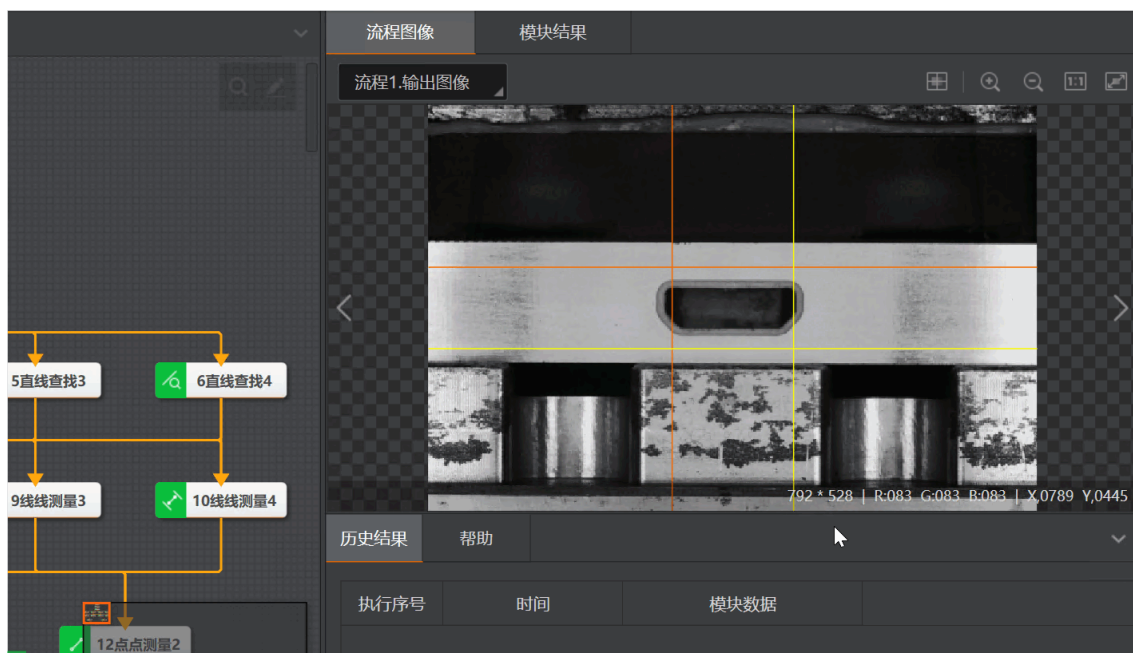 流程图像 模块结果
流程1.输出图像
1:1
5直线查找3 6直线查找4
9线线测量3 10线线测量4
792 * 528 | R:083 G:083 B:083 | X,0789 Y,0445
历史结果 帮助
执行序号 时间 模块数据
12点点测量2